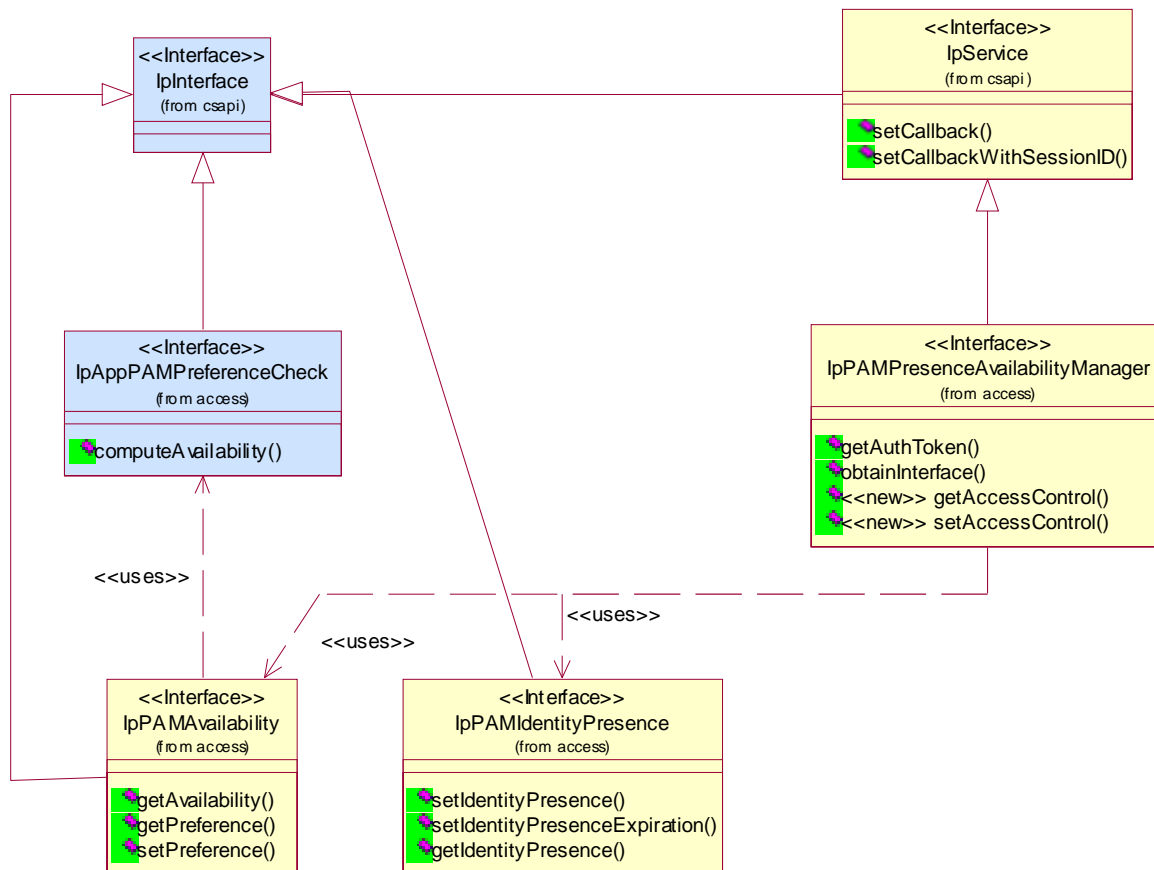 <<Interface>>
IpInterface
(from csapi)
<<Interface>>
IpService
(from csapi)
setCallback()
setCallbackWithSessionID()
<<Interface>>
IpAppPAMPreferenceCheck
(from access)
computeAvailability()
<<Interface>>
IpPAMPresenceAvailabilityManager
(from access)
getAuthToken()
obtainInterface()
<<new>> getAccessControl()
<<new>> setAccessControl()
<<uses>>
<<uses>>
<<uses>>
<<Interface>>
IpPAMAvailability
(from access)
getAvailability()
getPreference()
setPreference()
<<Interface>>
IpPAMIdentityPresence
(from access)
setIdentityPresence()
setIdentityPresenceExpiration()
getIdentityPresence()